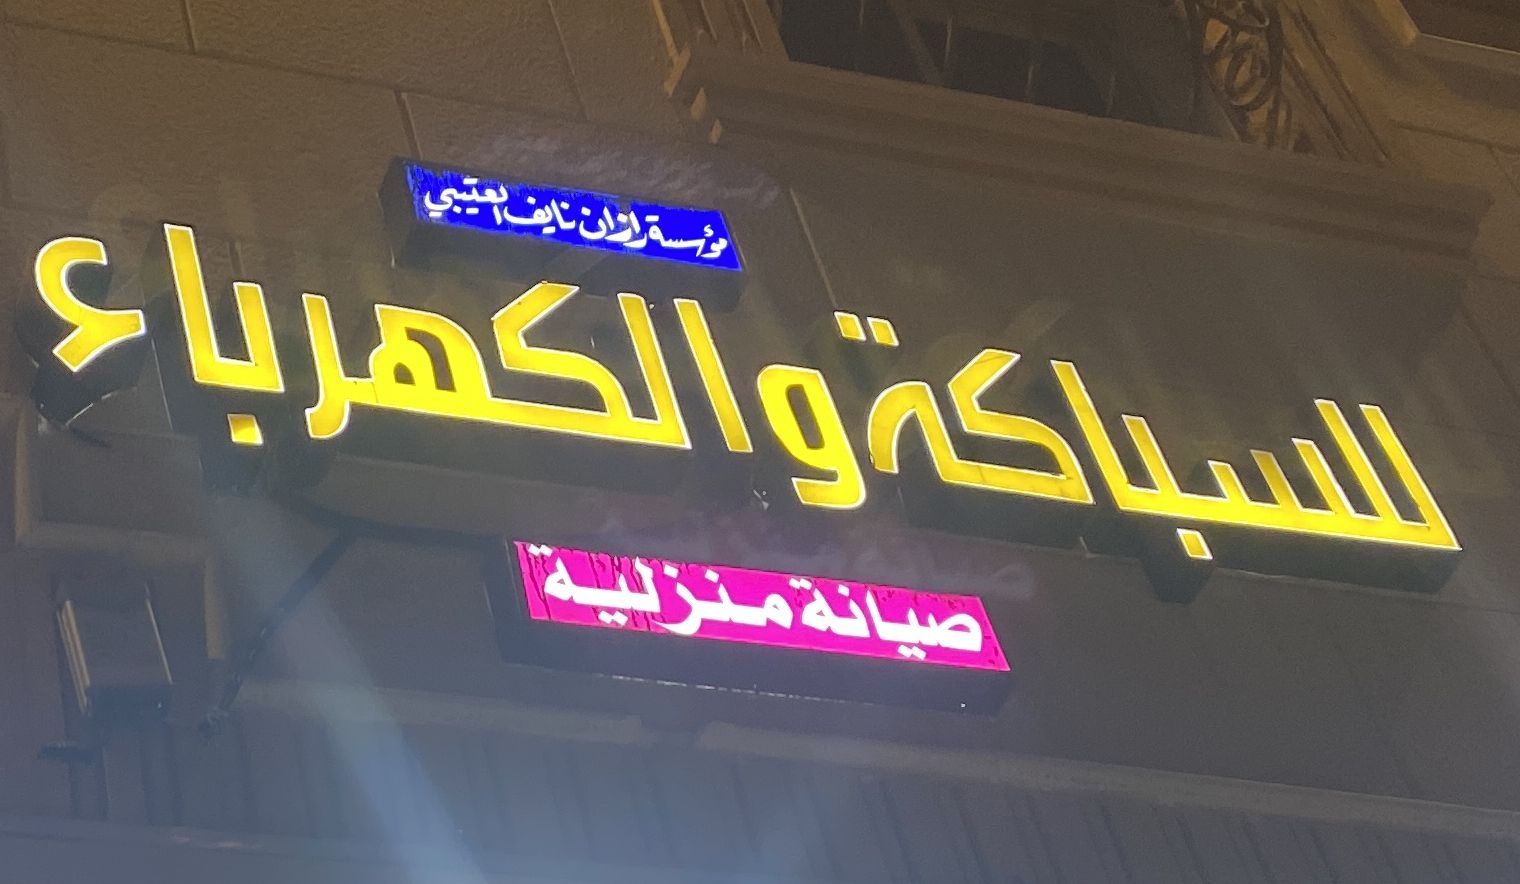 مؤسسة رازان نايف العتيبي
للسباكة والكهرباء
صيانة منزلية